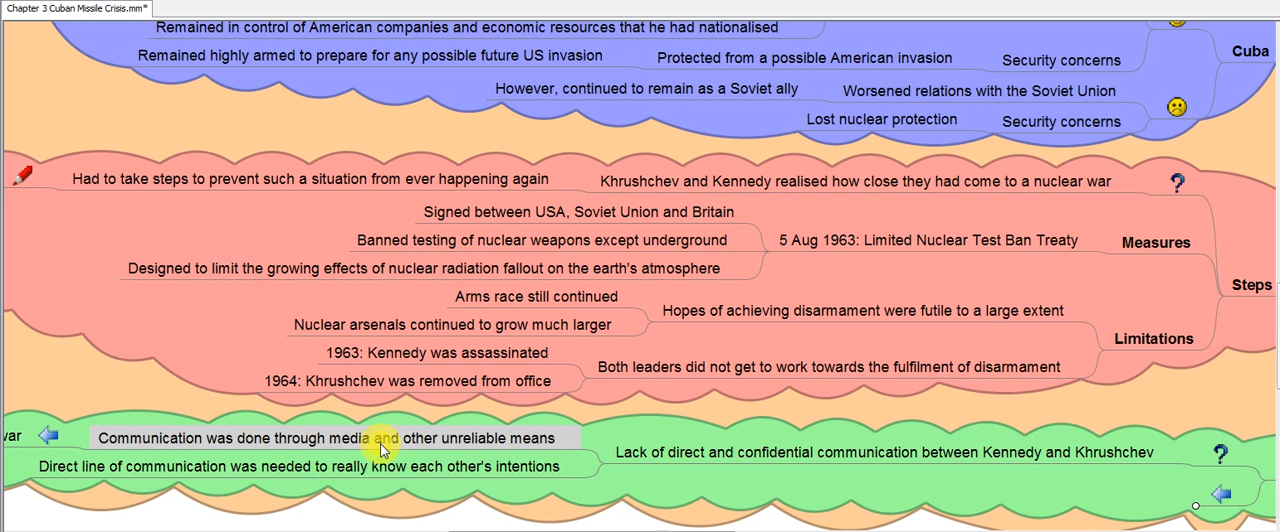 Chapter 3 Cuban Missile Crisis.mm*
Remained in control of American companies and economic resources that he had nationalised
Remained highly armed to prepare for any possible future US invasion
Protected from a possible American invasion
Security concerns
Cuba
However, continued to remain as a Soviet ally
Worsened relations with the Soviet Union
Lost nuclear protection
Security concerns
Had to take steps to prevent such a situation from ever happening again
Khrushchev and Kennedy realised how close they had come to a nuclear war
?
Signed between USA, Soviet Union and Britain
Banned testing of nuclear weapons except underground
5 Aug 1963: Limited Nuclear Test Ban Treaty
Measures
Designed to limit the growing effects of nuclear radiation fallout on the earth's atmosphere
Steps
Arms race still continued
Hopes of achieving disarmament were futile to a large extent
Nuclear arsenals continued to grow much larger
Limitations
1963: Kennedy was assassinated
Both leaders did not get to work towards the fulfilment of disarmament
1964: Khrushchev was removed from office
Communication was done through media and other unreliable means
Lack of direct and confidential communication between Kennedy and Khrushchev
?
Direct line of communication was needed to really know each other's intentions